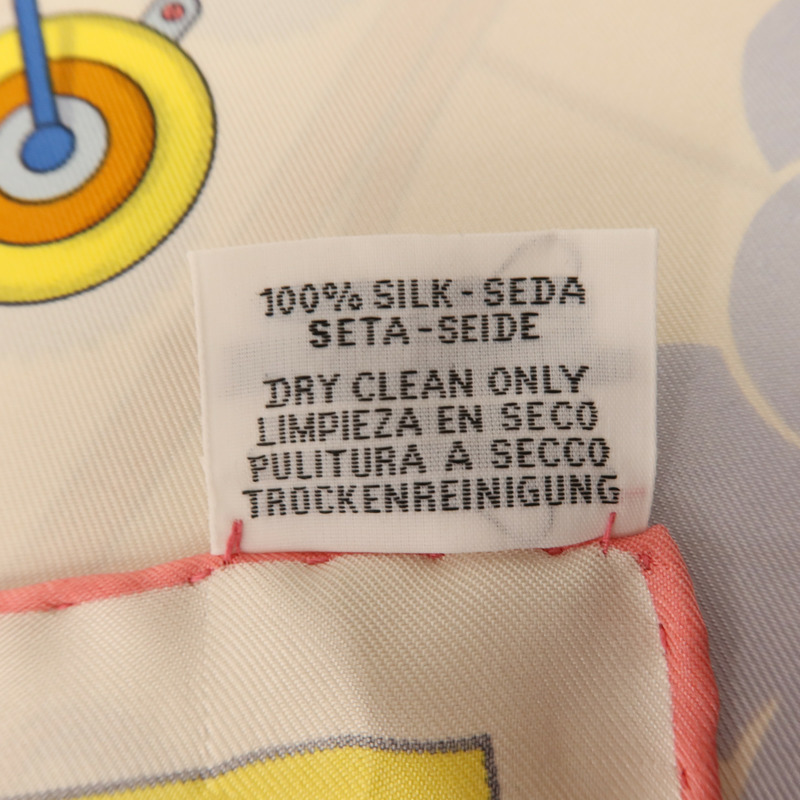 100% SILK-SEDA
SETA-SEIDE
DRY CLEAN ONLY
LIMPIEZA EN SECO
PULITURA A SECCO
TROCKENREINIGUNG